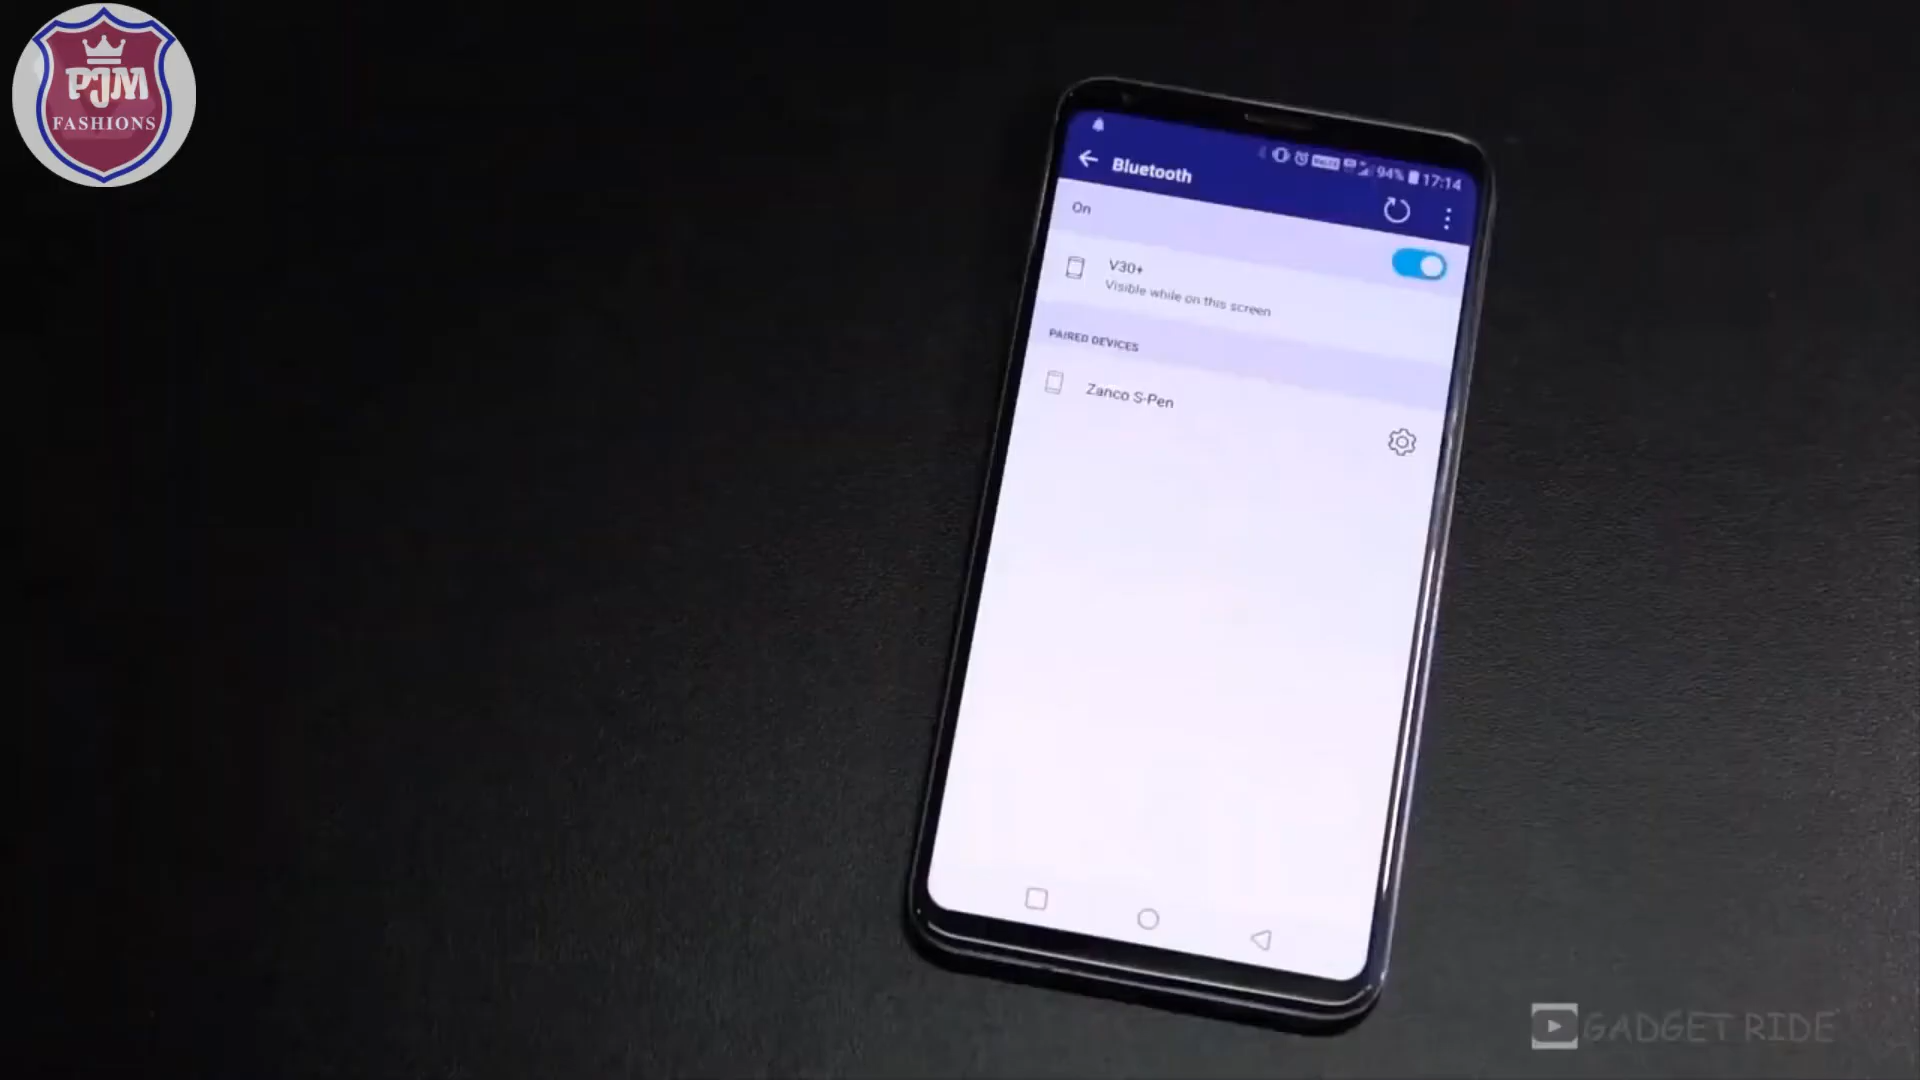 PJM
FASHIONS
94% 17:14
Bluetooth
On
V30+
Visible while on this screen
PAIRED DEVICES
Zanco S-Pen
GADGET RIDE